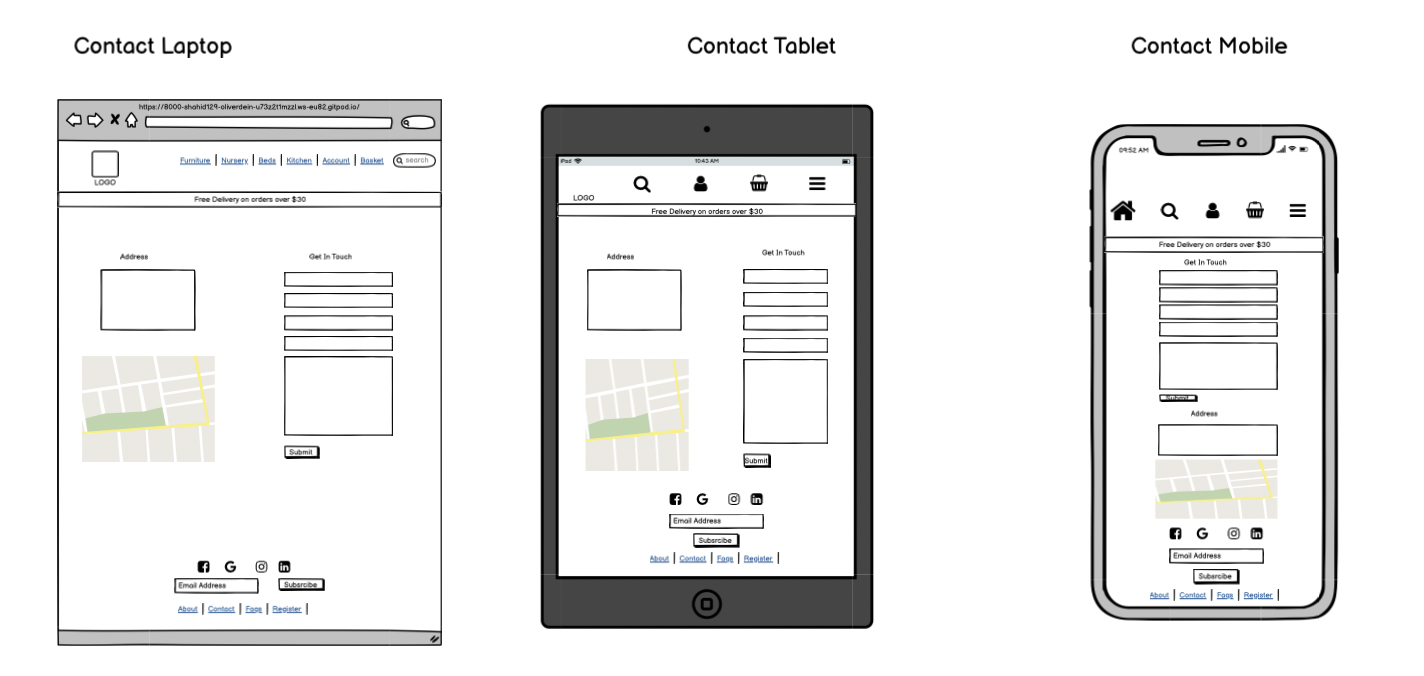 Contact Laptop
Contact Tablet
Contact Mobile
https://8000-shahid129-oliverdein-u73z2t1mzzl.ws-eu82.gitpod.io/
Furniture | Nursery | Beds | Kitchen | Account | Basket
search
LOGO
Free Delivery on orders over $30
Address
Get In Touch
Submit
Email Address
Subsrcibe
About | Contact | Faqs | Register |
iPad
10:43 AM
LOGO
Free Delivery on orders over $30
Address
Get In Touch
Submit
Email Address
Subsrcibe
About | Contact | Faqs | Register |
09:52 AM
Free Delivery on orders over $30
Get In Touch
Submit
Address
Email Address
Subsrcibe
About | Contact | Faqs | Register |